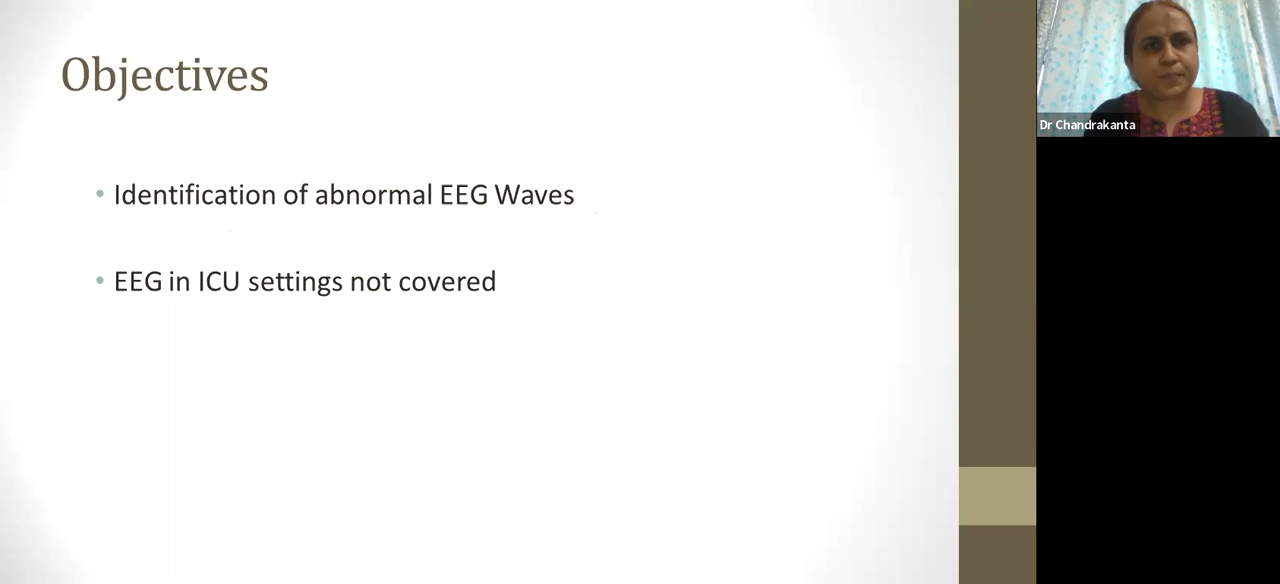 Objectives
• Identification of abnormal EEG Waves
• EEG in ICU settings not covered
Dr Chandrakanta